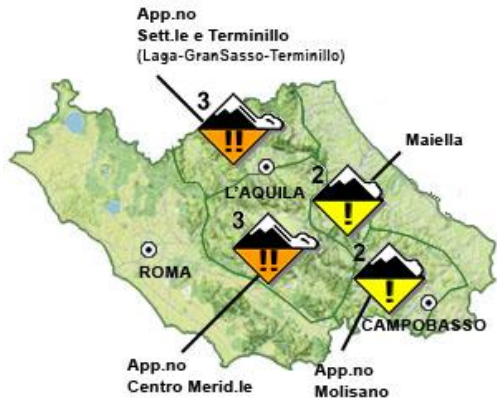 App.no
Sett.le e Terminillo
(Laga-GranSasso-Terminillo)
3
!!
Maiella
L'AQUILA
2
!
3
!!
ROMA
2
!
CAMPOBASSO
App.no
Centro Merid.le
App.no
Molisano